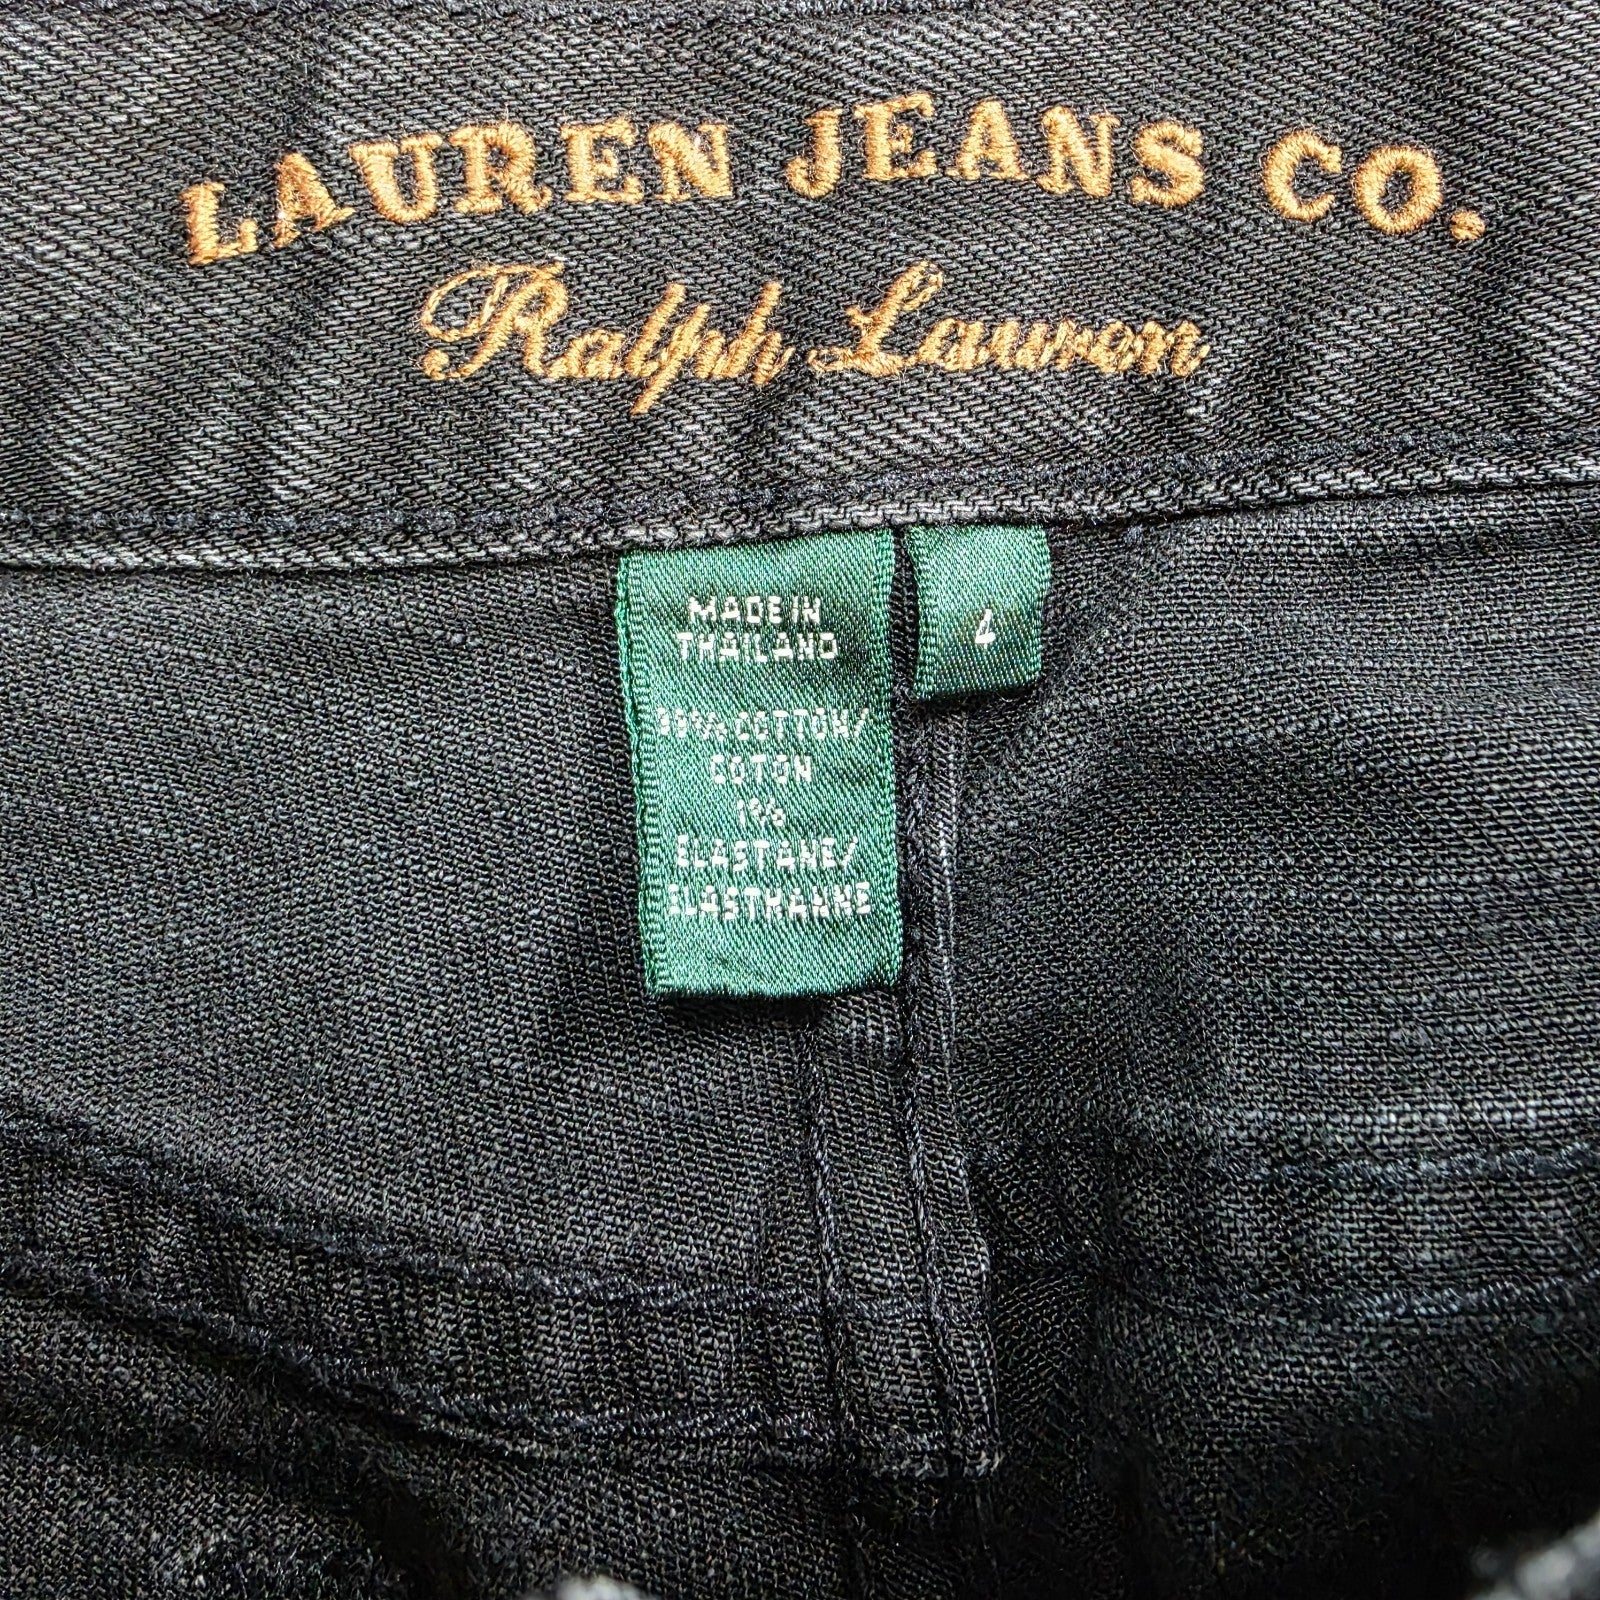 LAUREN JEANS CO.
Ralph Lauren
MADE IN
THAILAND
99% COTTON/
COTON
1%
ELASTANE/
ELASTHANNE
4